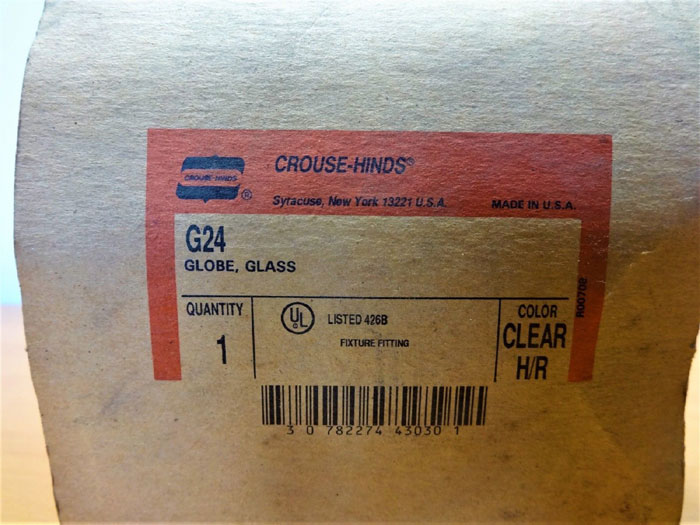 CROUSE-HINDS®
CROUSE-HINDS ®
Syracuse, New York 13221 U.S.A. MADE IN U.S.A.
G24
GLOBE, GLASS
QUANTITY
1
UL LISTED 426B
FIXTURE FITTING
COLOR
CLEAR
H/R
R00708
3 0 782274 43030 1